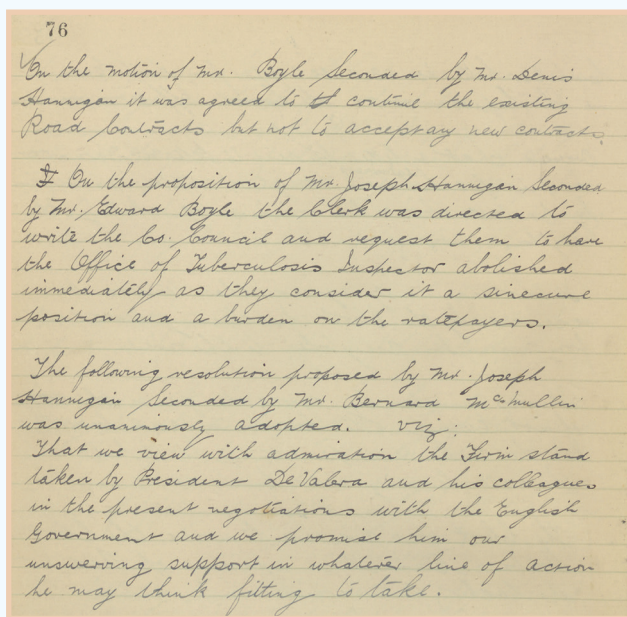 76
On the motion of Mr. Boyle Seconded by Mr. Denis
Hannigan it was agreed to continue the existing
Road Contracts but not to accept any new contracts.
On the proposition of Mr. Joseph Hannigan Seconded
by Mr. Edward Boyle the Clerk was directed to
write the Co. Council and request them to have
the Office of Tuberculosis Inspector abolished
immediately as they consider it a sinecure
position and a burden on the ratepayers.
The following resolution proposed by Mr. Joseph
Hannigan Seconded by Mr. Bernard McMullin
was unanimously adopted. viz:
That we view with admiration the Firm stand
taken by President De Valera and his colleagues
in the present negotiations with the English
Government and we promise him our
unswerving support in whatever line of action
he may think fitting to take.